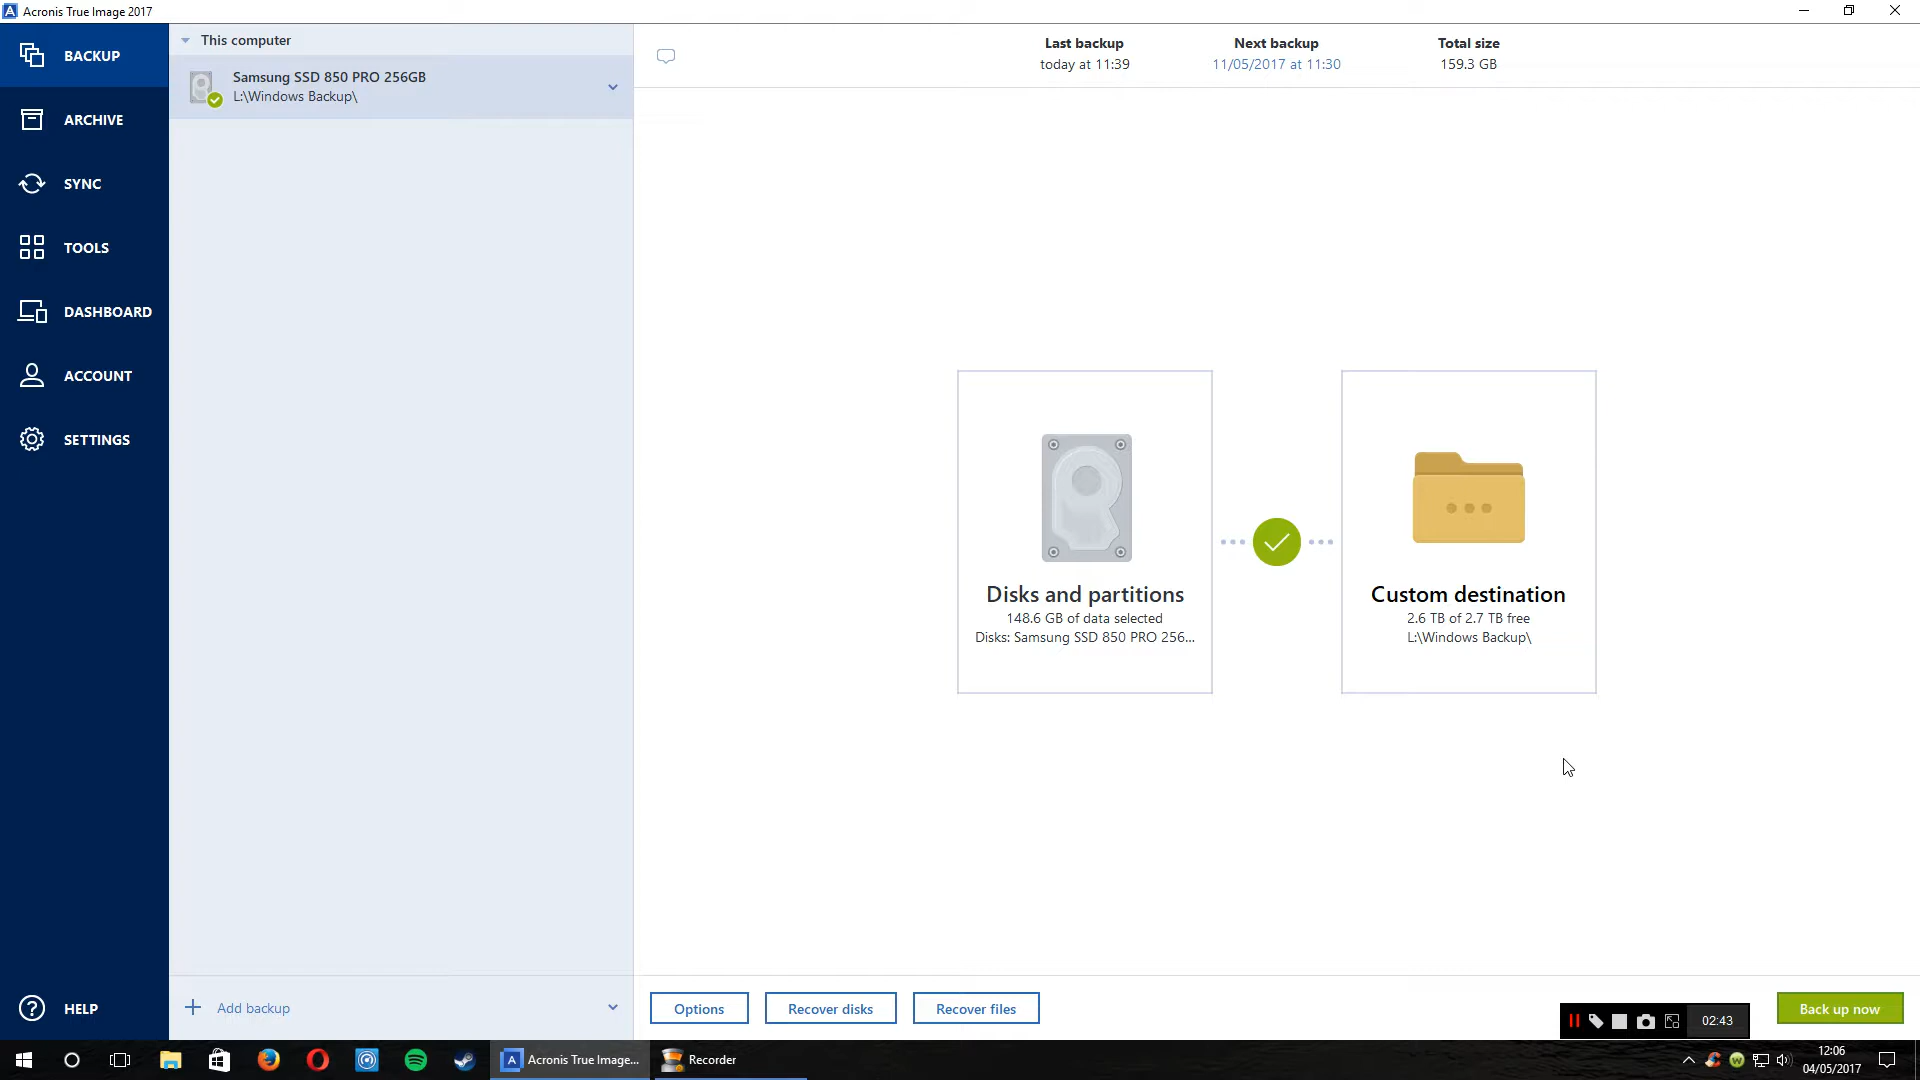 Acronis True Image 2017
BACKUP
ARCHIVE
SYNC
TOOLS
DASHBOARD
ACCOUNT
SETTINGS
HELP
This computer
Samsung SSD 850 PRO 256GB
L:\Windows Backup\
Add backup
Last backup
today at 11:39
Next backup
11/05/2017 at 11:30
Total size
159.3 GB
Disks and partitions
148.6 GB of data selected
Disks: Samsung SSD 850 PRO 256...
Custom destination
2.6 TB of 2.7 TB free
L:\Windows Backup\
Options
Recover disks
Recover files
02:43
Back up now
Acronis True Image...
Recorder
12:06
04/05/2017